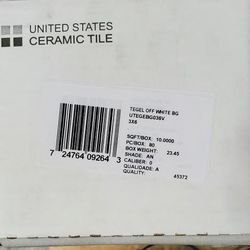 UNITED STATES
CERAMIC TILE
TEGEL OFF WHITE BG
UTEGEBG036V
3X6
SQFT/BOX: 10.0000
PC/BOX: 80
BOX WEIGHT: 23.45
SHADE: AN
CALIBER: 0
QUALIDADE: A
QUALITY:
45372
7 24764 09264 3